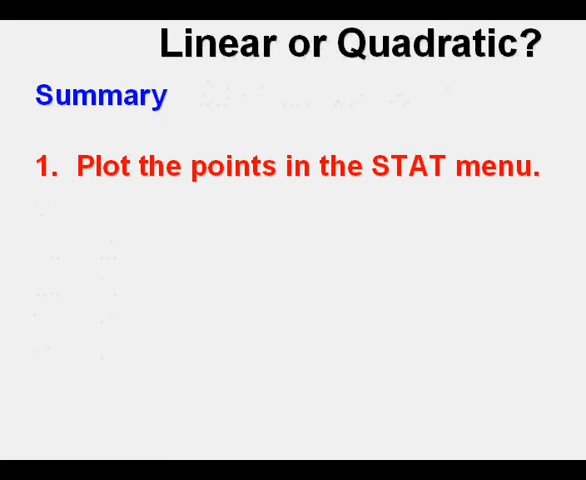 Linear or Quadratic?
Summary
1. Plot the points in the STAT menu.